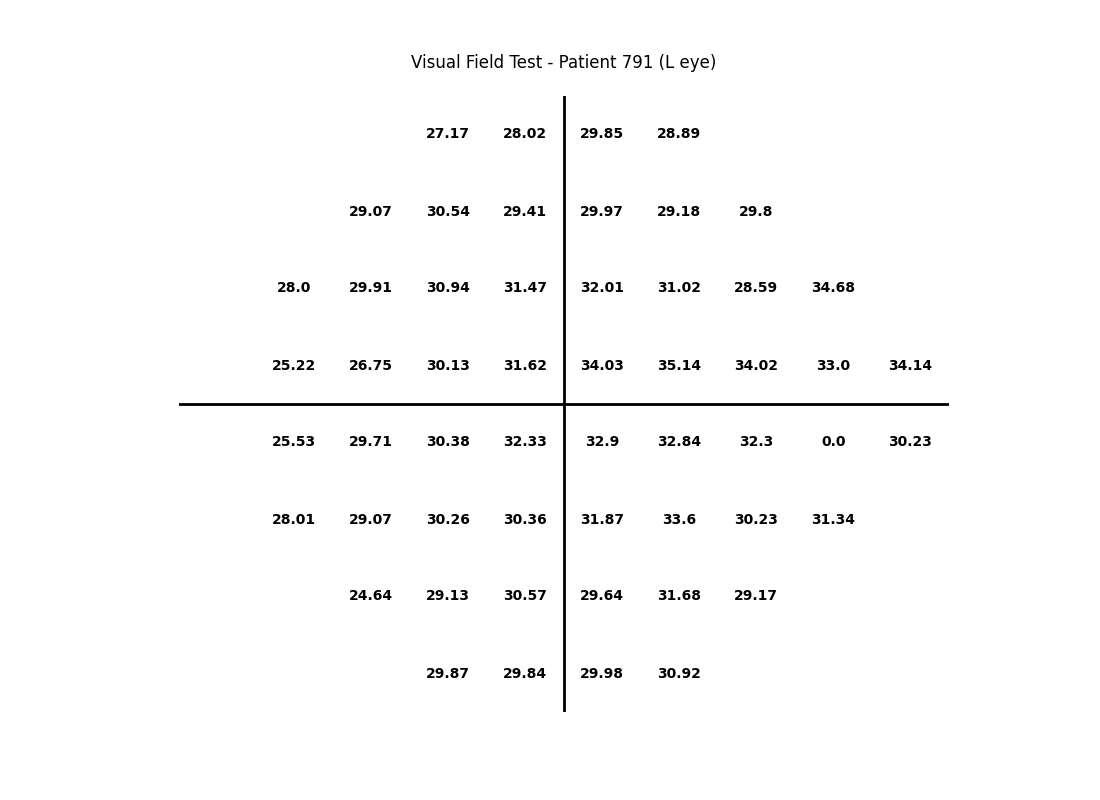 Visual Field Test - Patient 791 (L eye)
27.17 28.02 29.85 28.89
29.07 30.54 29.41 29.97 29.18 29.8
28.0 29.91 30.94 31.47 32.01 31.02 28.59 34.68
25.22 26.75 30.13 31.62 34.03 35.14 34.02 33.0 34.14
25.53 29.71 30.38 32.33 32.9 32.84 32.3 0.0 30.23
28.01 29.07 30.26 30.36 31.87 33.6 30.23 31.34
24.64 29.13 30.57 29.64 31.68 29.17
29.87 29.84 29.98 30.92